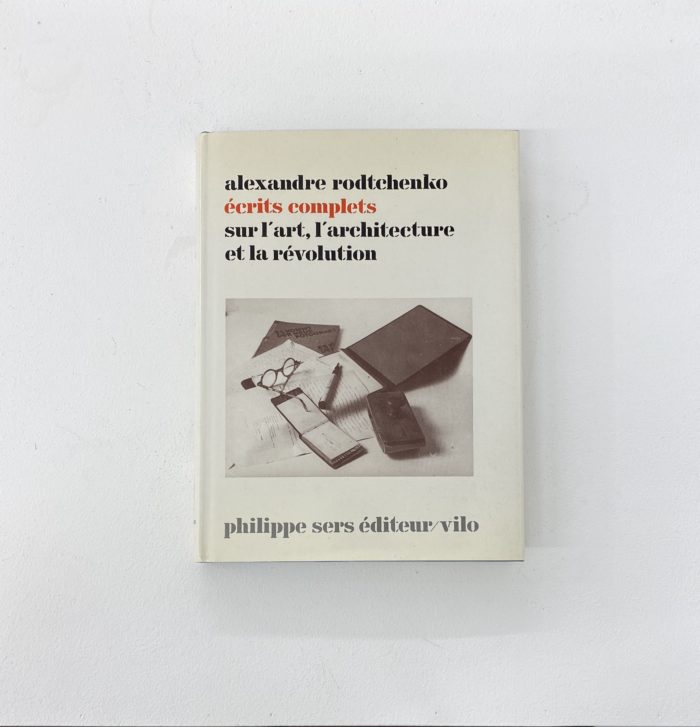 alexandre rodtchenko
écrits complets
sur l'art, l'architecture
et la révolution
philippe sers éditeur/vilo